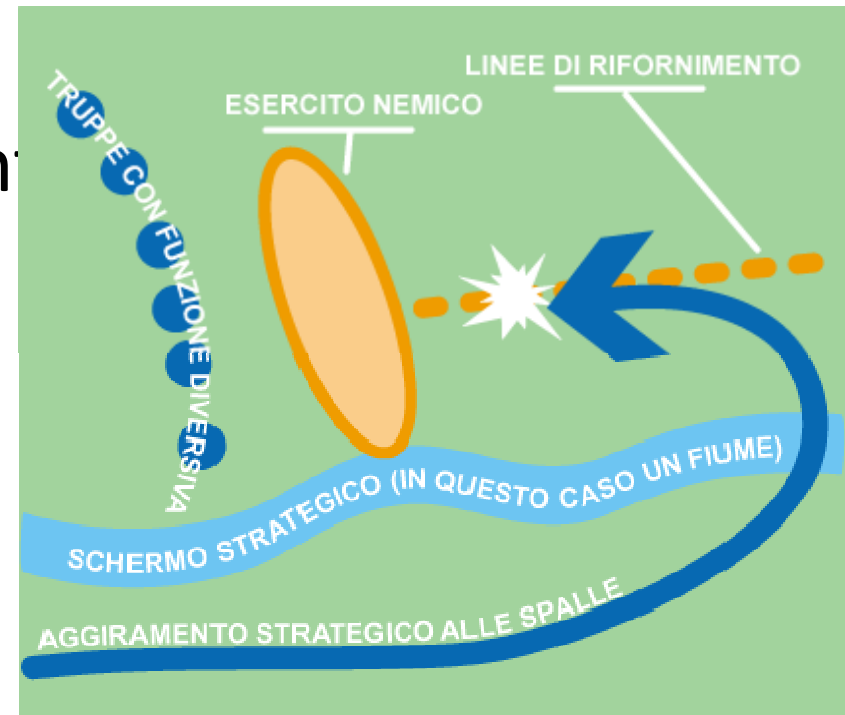 LINEE DI RIFORNIMENTO
ESERCITO NEMICO
TRUPPE CON FUNZIONE DIVERSIVA
SCHERMO STRATEGICO (IN QUESTO CASO UN FIUME)
AGGIRAMENTO STRATEGICO ALLE SPALLE